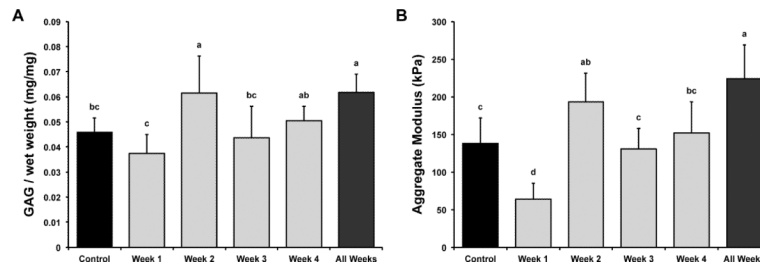 A
GAG / wet weight (mg/mg)
0.09
0.08
0.07
0.06
0.05
0.04
0.03
0.02
0.01
0
bc
c
a
bc
ab
a
Control Week 1 Week 2 Week 3 Week 4 All Weeks
B
Aggregate Modulus (kPa)
300
250
200
150
100
50
0
c
d
ab
c
bc
a
Control Week 1 Week 2 Week 3 Week 4 All Weeks